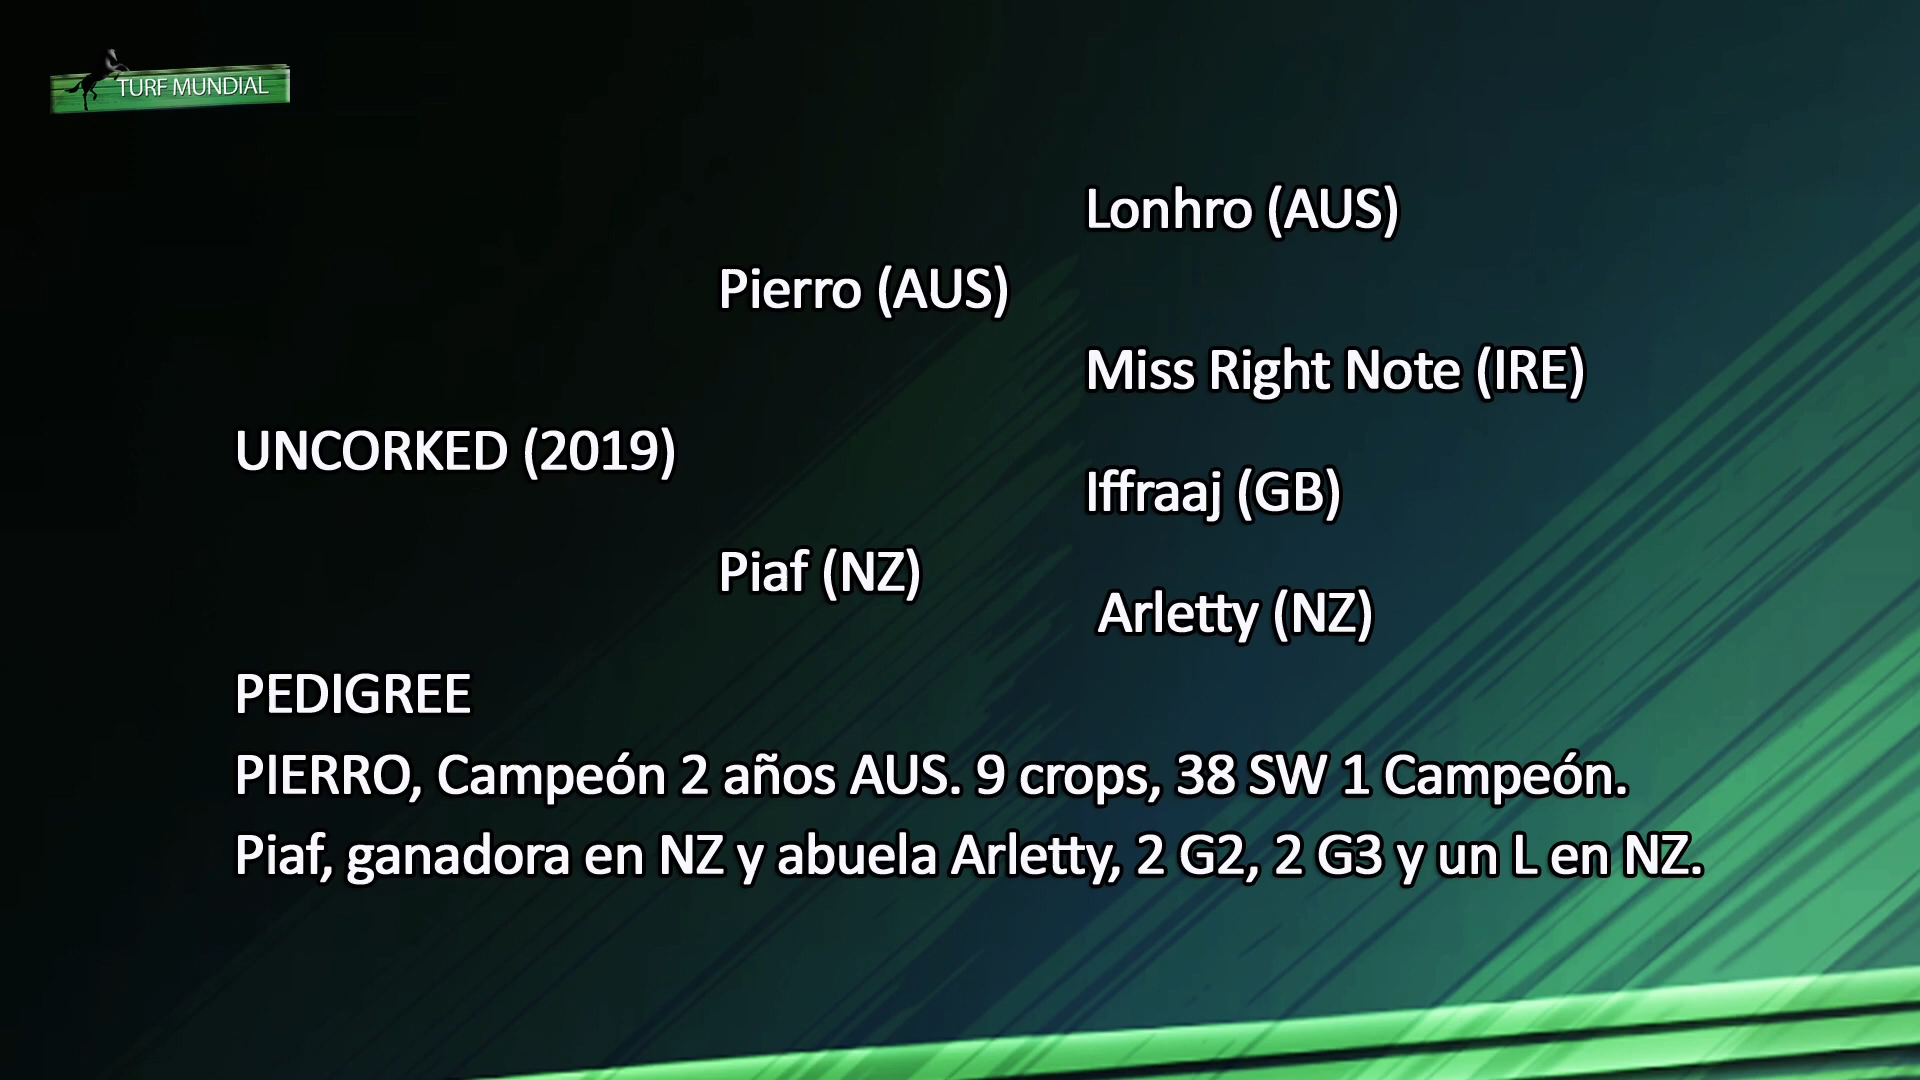 TURF MUNDIAL
Lonhro (AUS)
Pierro (AUS)
Miss Right Note (IRE)
UNCORKED (2019)
Iffraaj (GB)
Piaf (NZ)
Arletty (NZ)
PEDIGREE
PIERRO, Campeón 2 años AUS. 9 crops, 38 SW 1 Campeón.
Piaf, ganadora en NZ y abuela Arletty, 2 G2, 2 G3 y un L en NZ.